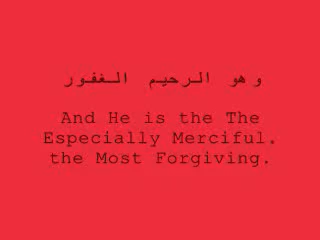 وهو الرحيم الغفور
And He is the The
Especially Merciful.
the Most Forgiving.